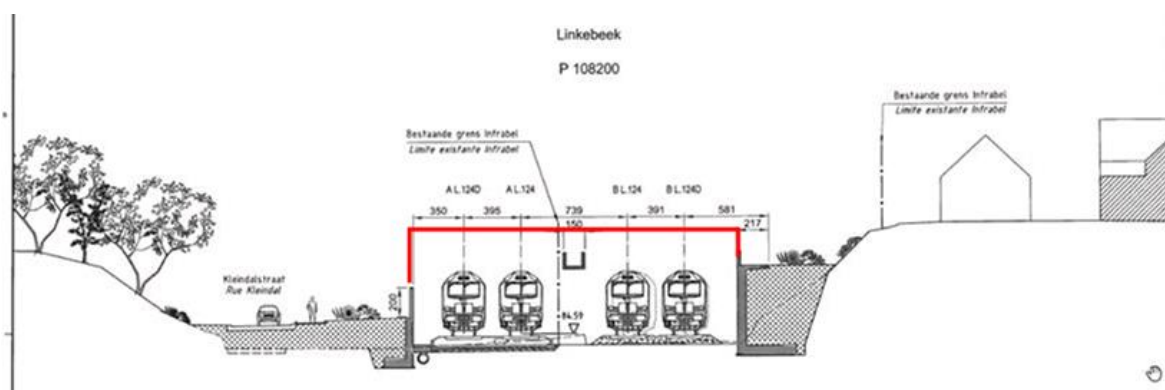 Linkebeek
P 108200
Bestaande grens Infrabel
Limite existante Infrabel
Bestaande grens Infrabel
Limite existante Infrabel
A L.124D
A L.124
B L.124
B L.124D
350
395
739
391
581
150
217
Kleindalstraat
Rue Kleindal
200
84.59